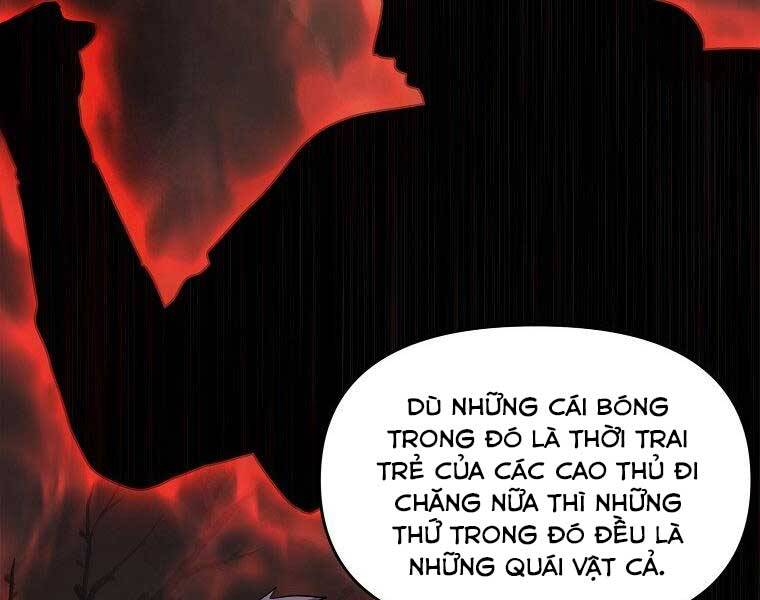 DÙ NHỮNG CÁI BÓNG
TRONG ĐÓ LÀ THỜI TRAI
TRẺ CỦA CÁC CAO THỦ ĐI
CHĂNG NỮA THÌ NHỮNG
THỨ TRONG ĐÓ ĐỀU LÀ
NHỮNG QUÁI VẬT CẢ.